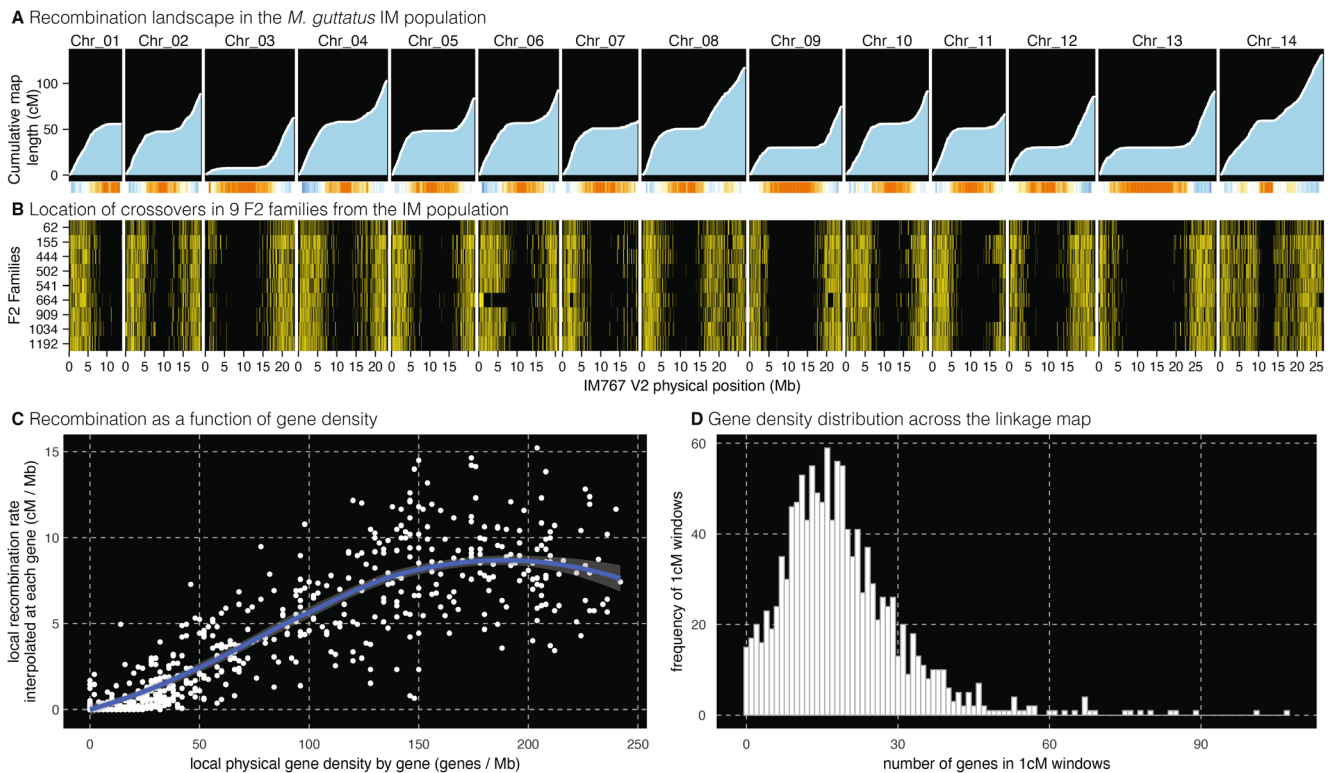 A Recombination landscape in the M. guttatus IM population
Chr_01 Chr_02 Chr_03 Chr_04 Chr_05 Chr_06 Chr_07 Chr_08 Chr_09 Chr_10 Chr_11 Chr_12 Chr_13 Chr_14
Cumulative map
length (cM)
100
50
0
B Location of crossovers in 9 F2 families from the IM population
F2 Families
62
155
444
502
541
664
909
1034
1192
0 5 10 0 5 10 15 0 5 10 15 20 0 5 10 15 20 0 5 10 15 20 0 5 10 15 0 5 10 15 0 5 10 15 20 25 0 5 10 15 20 0 5 10 15 0 5 10 15 0 5 10 15 20 0 5 10 15 20 25 0 5 10 15 20 25
IM767 V2 physical position (Mb)
C Recombination as a function of gene density
local recombination rate
interpolated at each gene (cM / Mb)
15
10
5
0
0 50 100 150 200 250
local physical gene density by gene (genes / Mb)
D Gene density distribution across the linkage map
frequency of 1cM windows
60
40
20
0
0 30 60 90
number of genes in 1cM windows